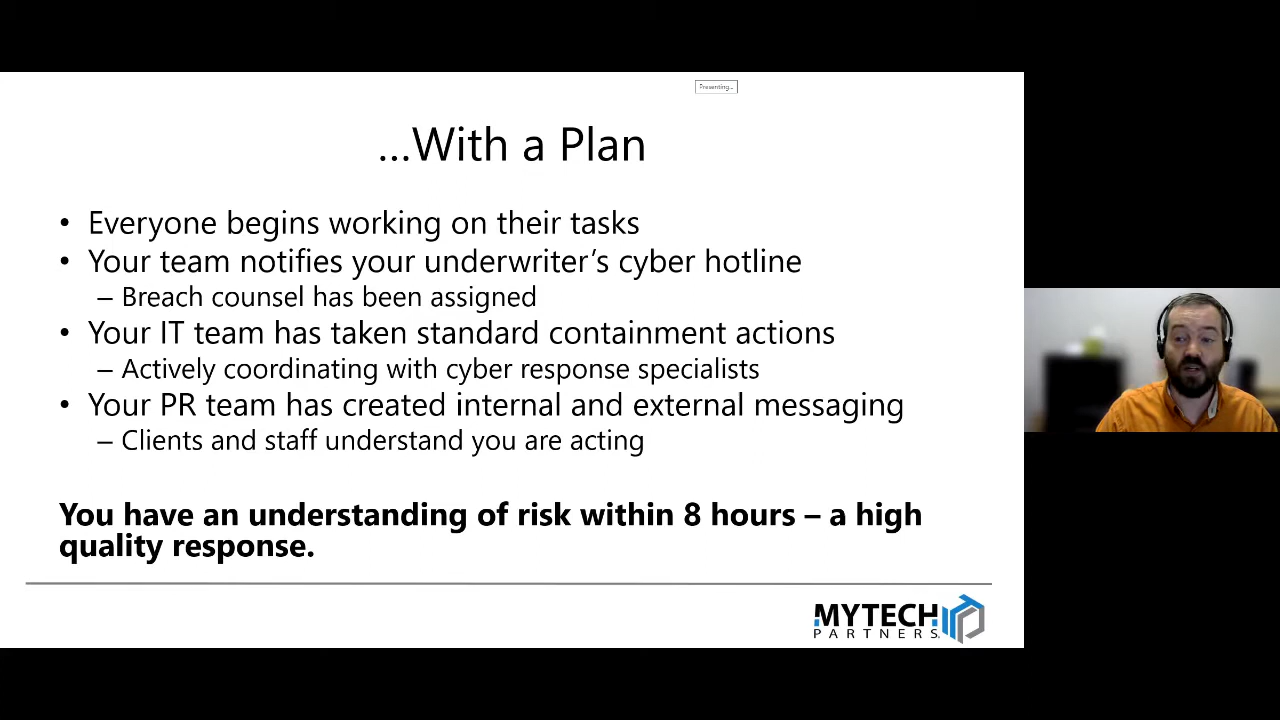 Presenting...
...With a Plan
• Everyone begins working on their tasks
• Your team notifies your underwriter's cyber hotline
– Breach counsel has been assigned
• Your IT team has taken standard containment actions
– Actively coordinating with cyber response specialists
• Your PR team has created internal and external messaging
– Clients and staff understand you are acting
You have an understanding of risk within 8 hours – a high
quality response.
MYTECH
PARTNERS